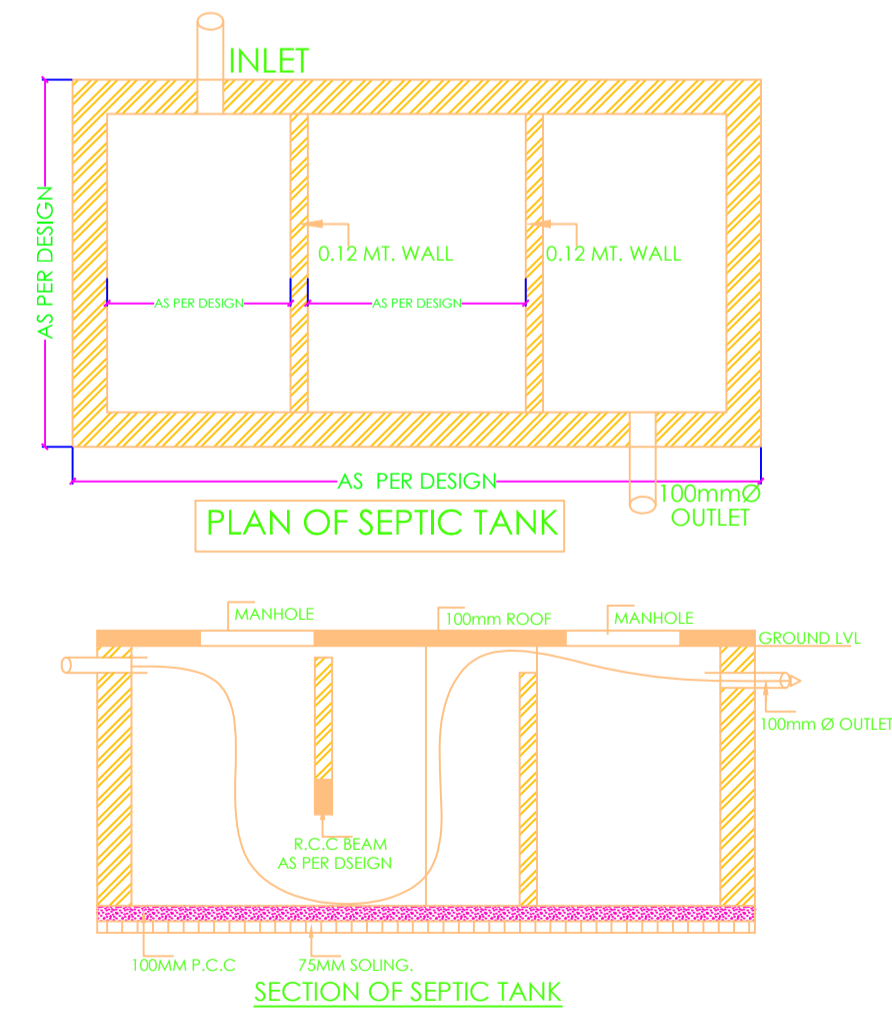 INLET
AS PER DESIGN
0.12 MT. WALL
0.12 MT. WALL
AS PER DESIGN
AS PER DESIGN
AS PER DESIGN
100mmØ
OUTLET
PLAN OF SEPTIC TANK
MANHOLE
100mm ROOF
MANHOLE
GROUND LVL
100mm Ø OUTLET
R.C.C BEAM
AS PER DSEIGN
100MM P.C.C
75MM SOLING.
SECTION OF SEPTIC TANK